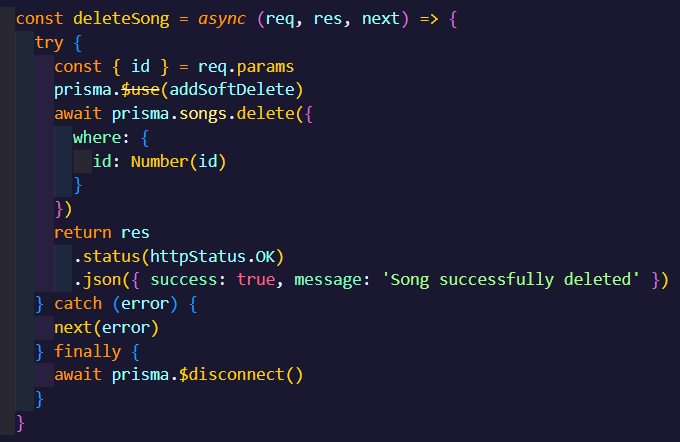 const deleteSong = async (req, res, next) => {
try {
const { id } = req.params
prisma.$use(addSoftDelete)
await prisma.songs.delete({
where: {
id: Number(id)
}
})
return res
.status(httpStatus.OK)
.json({ success: true, message: 'Song successfully deleted' })
} catch (error) {
next(error)
} finally {
await prisma.$disconnect()
}
}